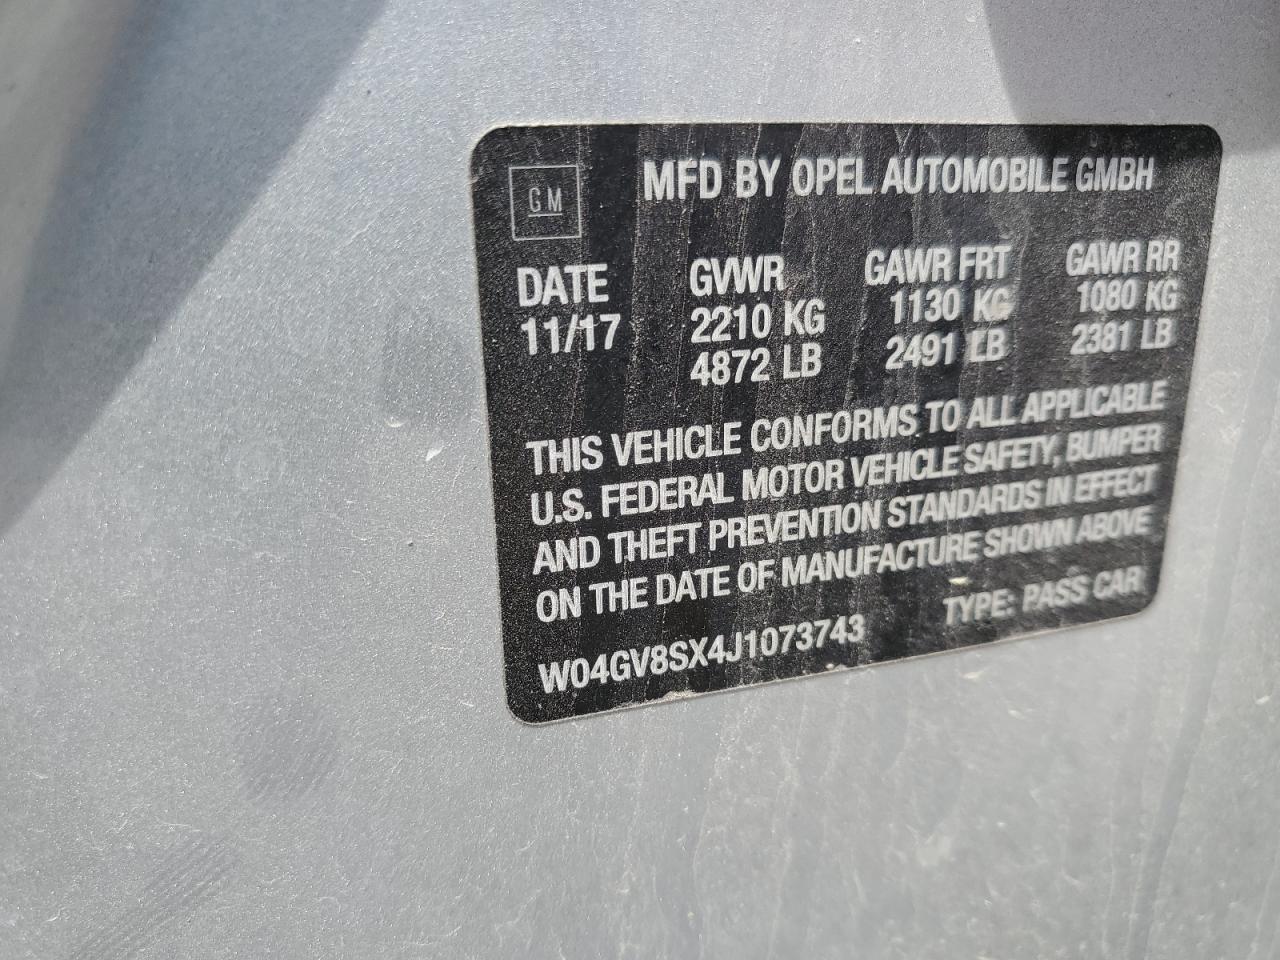 GM
MFD BY OPEL AUTOMOBILE GMBH
DATE GVWR GAWR FRT GAWR RR
11/17 2210 KG 1130 KG 1080 KG
4872 LB 2491 LB 2381 LB
THIS VEHICLE CONFORMS TO ALL APPLICABLE
U.S. FEDERAL MOTOR VEHICLE SAFETY, BUMPER
AND THEFT PREVENTION STANDARDS IN EFFECT
ON THE DATE OF MANUFACTURE SHOWN ABOVE
W04GV8SX4J1073743 TYPE: PASS CAR